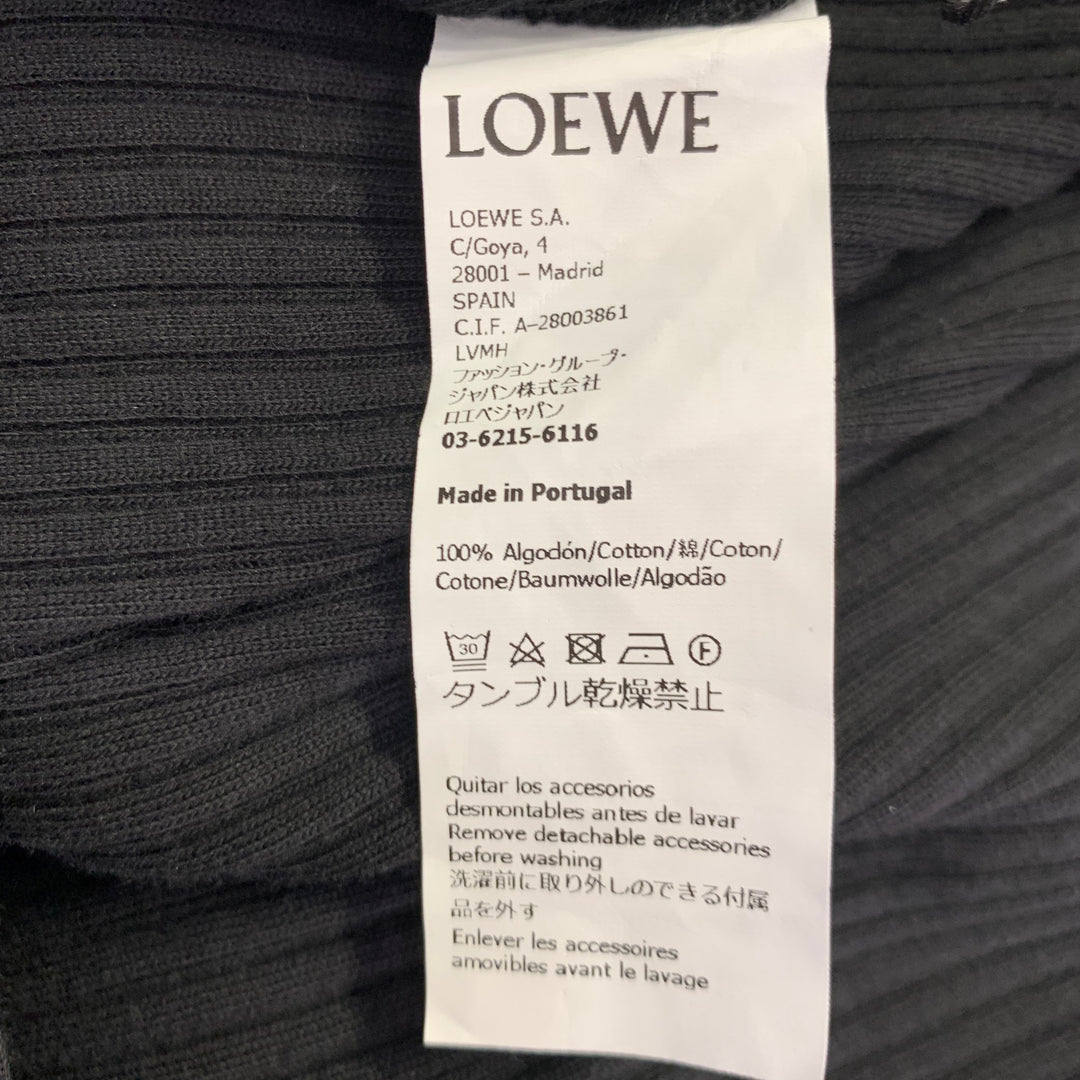 LOEWE
LOEWE S.A.
C/Goya, 4
28001 – Madrid
SPAIN
C.I.F. A–28003861
LVMH
ファッション・グループ・
ジャパン株式会社
ロエベジャパン
03-6215-6116
Made in Portugal
100% Algodón/Cotton/綿/Coton/
Cotone/Baumwolle/Algodão
30 F
タンブル乾燥禁止
Quitar los accesorios
desmontables antes de lavar
Remove detachable accessories
before washing
洗濯前に取り外しのできる付属
品を外す
Enlever les accessoires
amovibles avant le lavage